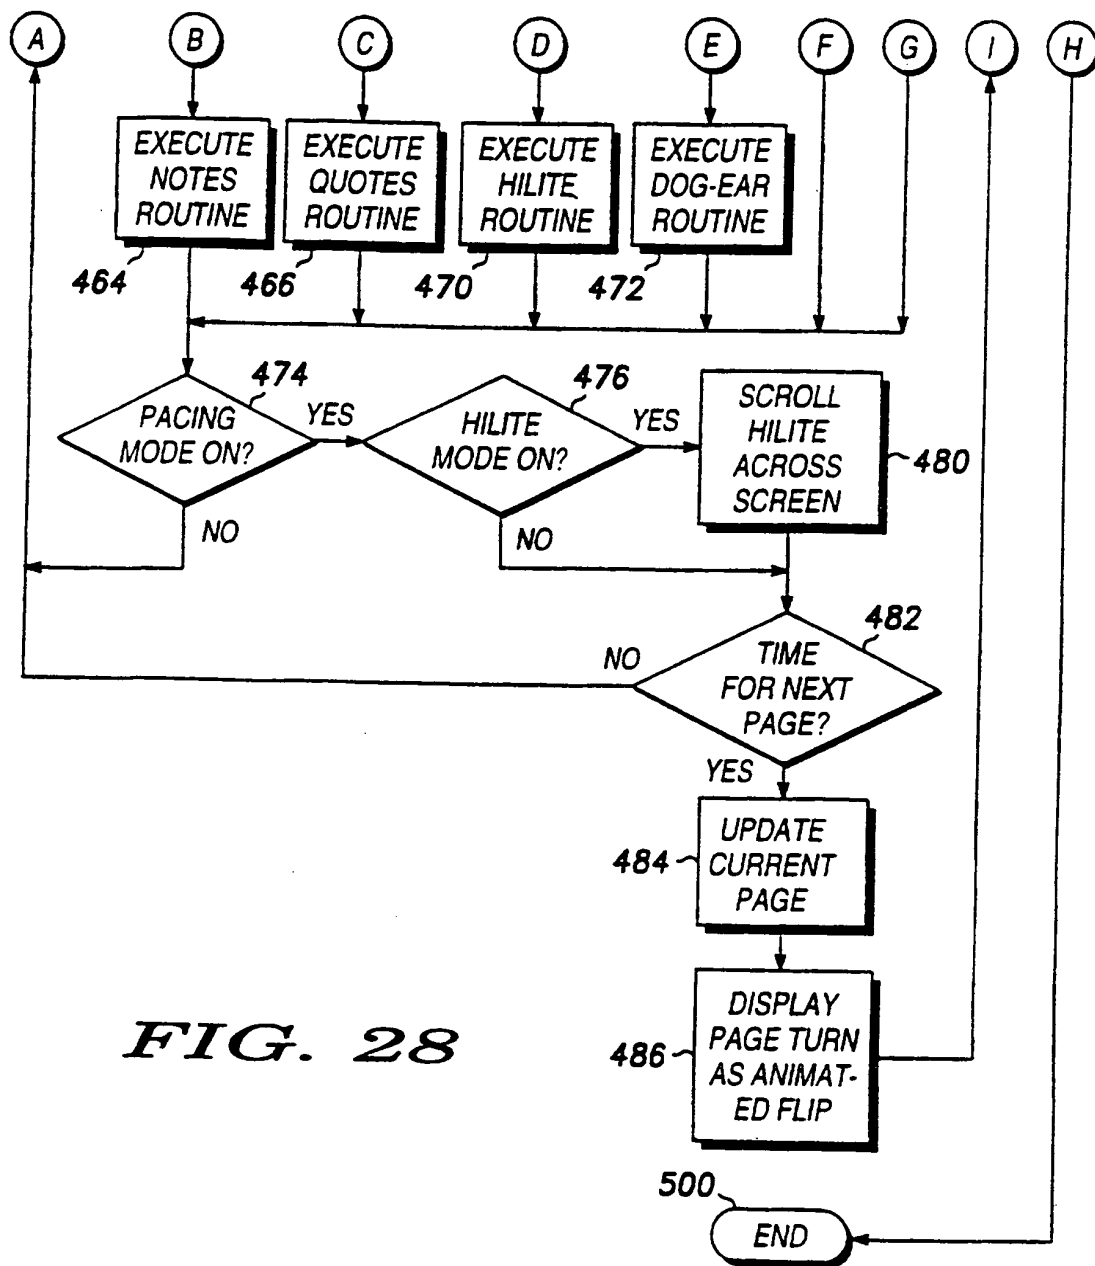 A B C D E F G I H
EXECUTE
NOTES
ROUTINE
EXECUTE
QUOTES
ROUTINE
EXECUTE
HILITE
ROUTINE
EXECUTE
DOG-EAR
ROUTINE
464
466
470
472
PACING
MODE ON?
474
YES
NO
HILITE
MODE ON?
476
YES
NO
SCROLL
HILITE
ACROSS
SCREEN
480
TIME
FOR NEXT
PAGE?
482
NO
YES
UPDATE
CURRENT
PAGE
484
DISPLAY
PAGE TURN
AS ANIMAT-
ED FLIP
486
FIG. 28
500
END